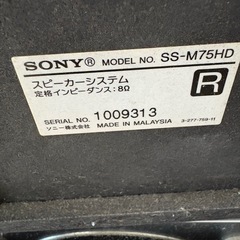 SONY® MODEL NO. SS-M75HD
スピーカーシステム
定格インピーダンス: 8Ω
R
SERIAL NO. 1009313
ソニー株式会社 MADE IN MALAYSIA 3-277-759-11